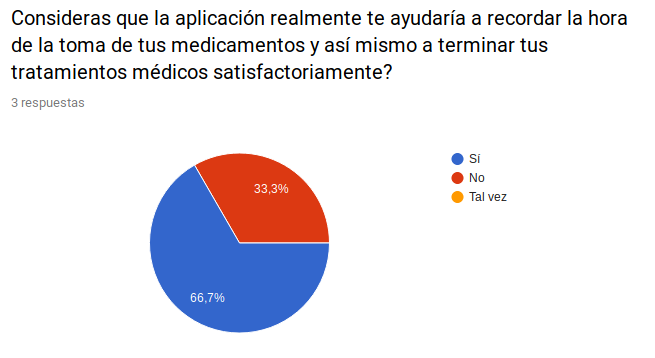 Consideras que la aplicación realmente te ayudaría a recordar la hora
de la toma de tus medicamentos y así mismo a terminar tus
tratamientos médicos satisfactoriamente?
3 respuestas
Sí
No
Tal vez
33,3%
66,7%